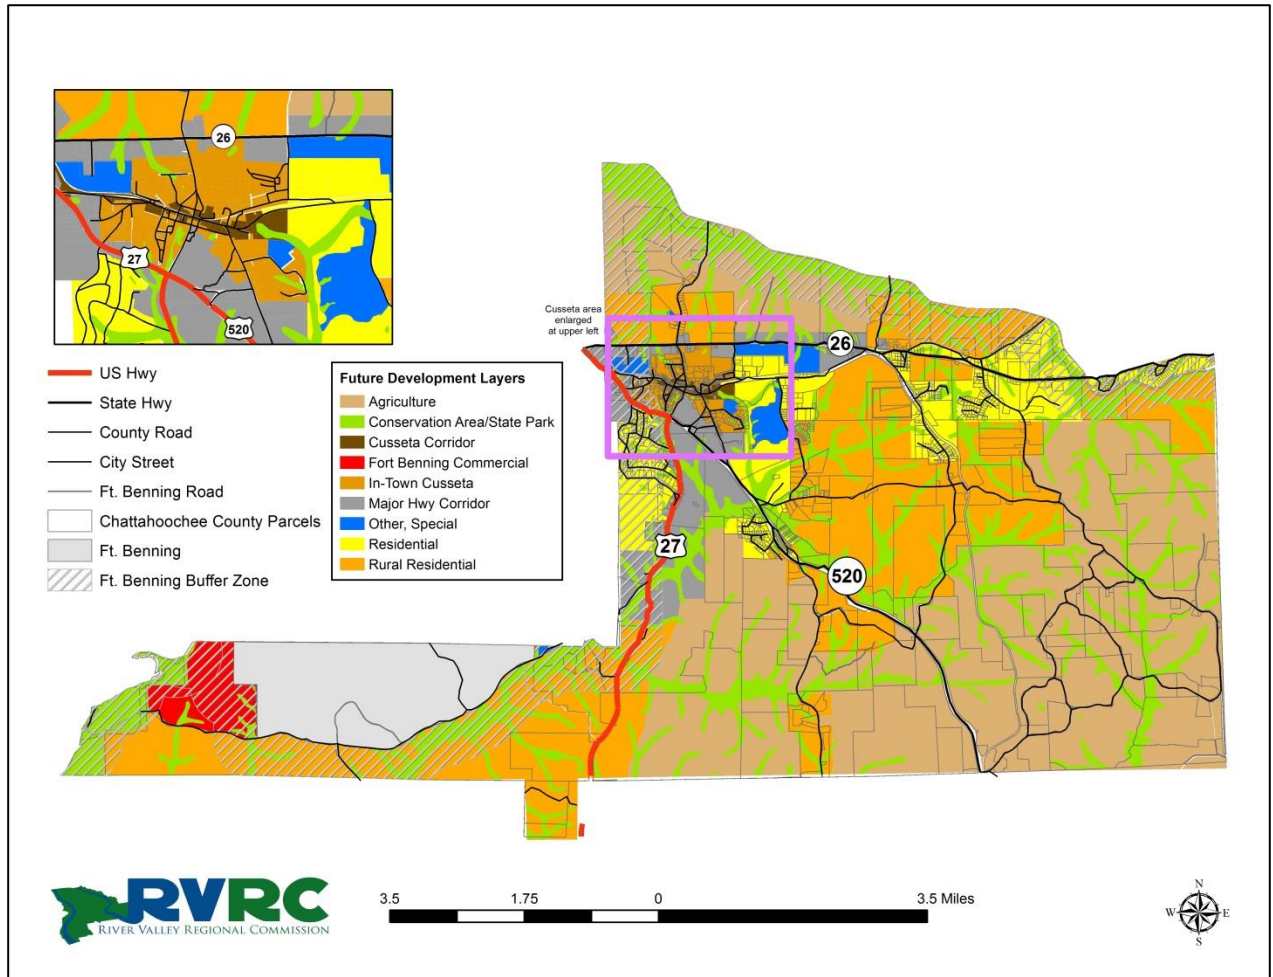 26
27
520
Cusseta area
enlarged
at upper left
26
27
520
US Hwy
State Hwy
County Road
City Street
Ft. Benning Road
Chattahoochee County Parcels
Ft. Benning
Ft. Benning Buffer Zone
Future Development Layers
Agriculture
Conservation Area/State Park
Cusseta Corridor
Fort Benning Commercial
In-Town Cusseta
Major Hwy Corridor
Other, Special
Residential
Rural Residential
RVRC
RIVER VALLEY REGIONAL COMMISSION
3.5 1.75 0 3.5 Miles
N
W E
S